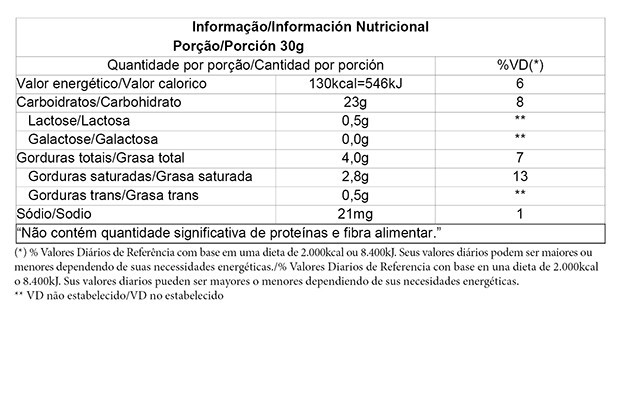 Informação/Información Nutricional
Porção/Porción 30g
Quantidade por porção/Cantidad por porción %VD(*)
Valor energético/Valor calorico 130kcal=546kJ 6
Carboidratos/Carbohidrato 23g 8
Lactose/Lactosa 0,5g **
Galactose/Galactosa 0,0g **
Gorduras totais/Grasa total 4,0g 7
Gorduras saturadas/Grasa saturada 2,8g 13
Gorduras trans/Grasa trans 0,5g **
Sódio/Sodio 21mg 1
“Não contém quantidade significativa de proteínas e fibra alimentar.”
(*) % Valores Diários de Referència com base em uma dieta de 2.000kcal ou 8.400kJ. Seus valores diários podem ser maiores ou
menores dependendo de suas necessidades energéticas./% Valores Diarios de Referencia con base en una dieta de 2.000kcal
o 8.400kJ. Sus valores diarios pueden ser mayores o menores dependiendo de sus necesidades energéticas.
** VD não estabelecido/VD no establecido